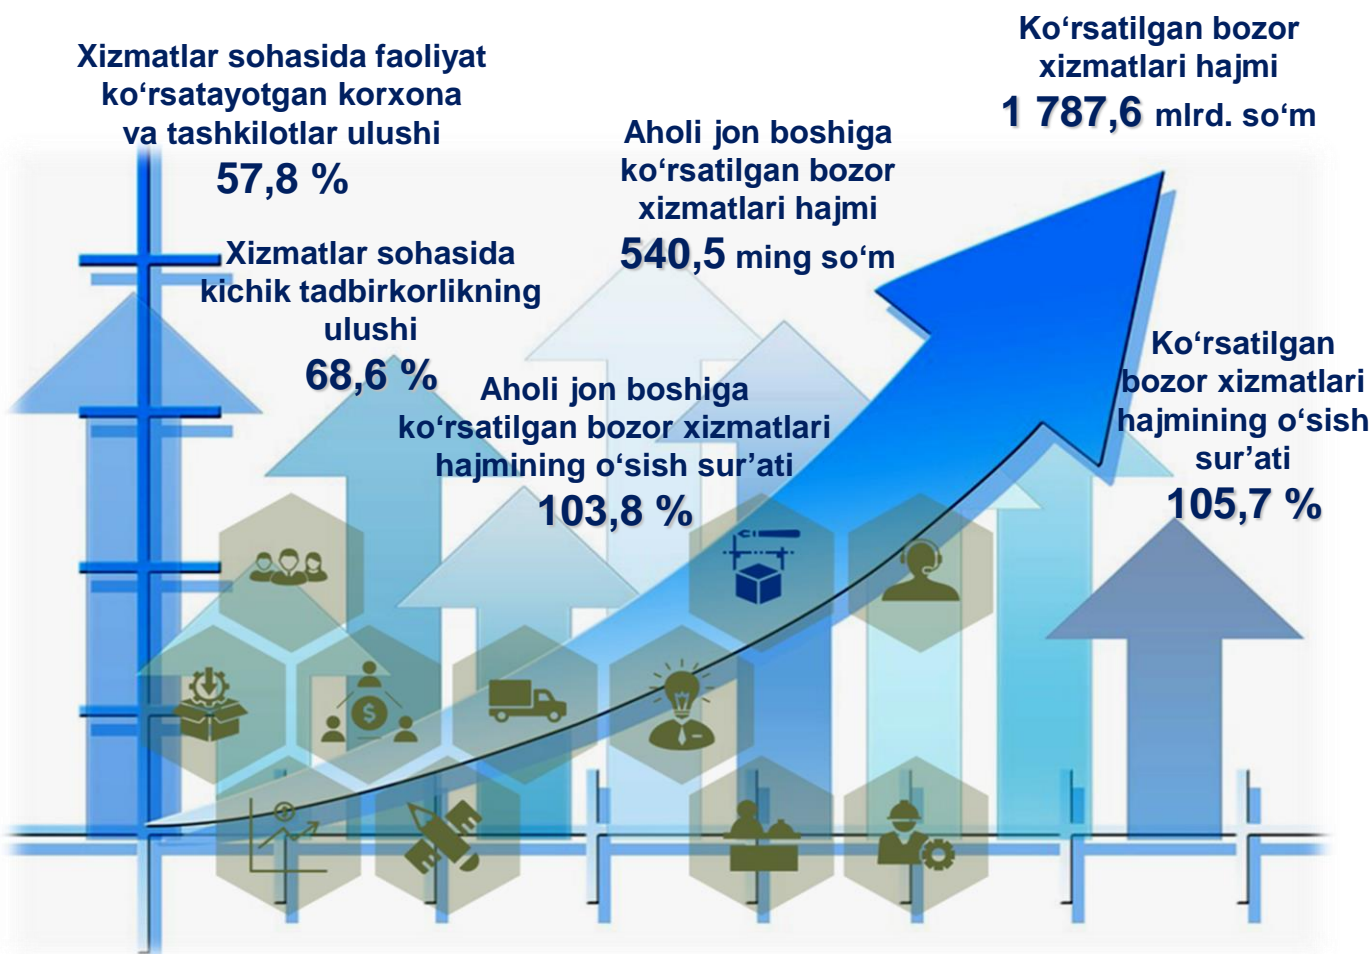 Xizmatlar sohasida faoliyat
ko‘rsatayotgan korxona
va tashkilotlar ulushi
57,8 %
Xizmatlar sohasida
kichik tadbirkorlikning
ulushi
68,6 %
Aholi jon boshiga
ko‘rsatilgan bozor
xizmatlari hajmi
540,5 ming so‘m
Aholi jon boshiga
ko‘rsatilgan bozor xizmatlari
hajmining o‘sish sur’ati
103,8 %
Ko‘rsatilgan bozor
xizmatlari hajmi
1 787,6 mlrd. so‘m
Ko‘rsatilgan
bozor xizmatlari
hajmining o‘sish
sur’ati
105,7 %